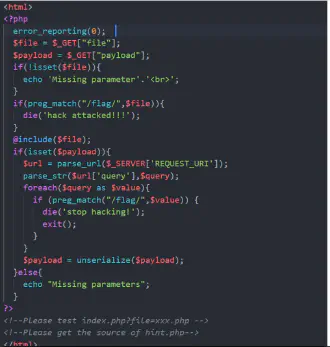 <html>
<?php
error_reporting(0);
$file = $_GET["file"];
$payload = $_GET["payload"];
if(!isset($file)){
echo 'Missing parameter'.'<br>';
}
if(preg_match("/flag/",$file)){
die('hack attacked!!!');
}
@include($file);
if(isset($payload)){
$url = parse_url($_SERVER['REQUEST_URI']);
parse_str($url['query'],$query);
foreach($query as $value){
if (preg_match("/flag/",$value)) {
die('stop hacking!');
exit();
}
}
$payload = unserialize($payload);
}else{
echo "Missing parameters";
}
?>
<!--Please test index.php?file=xxx.php -->
<!--Please get the source of hint.php-->
</html>